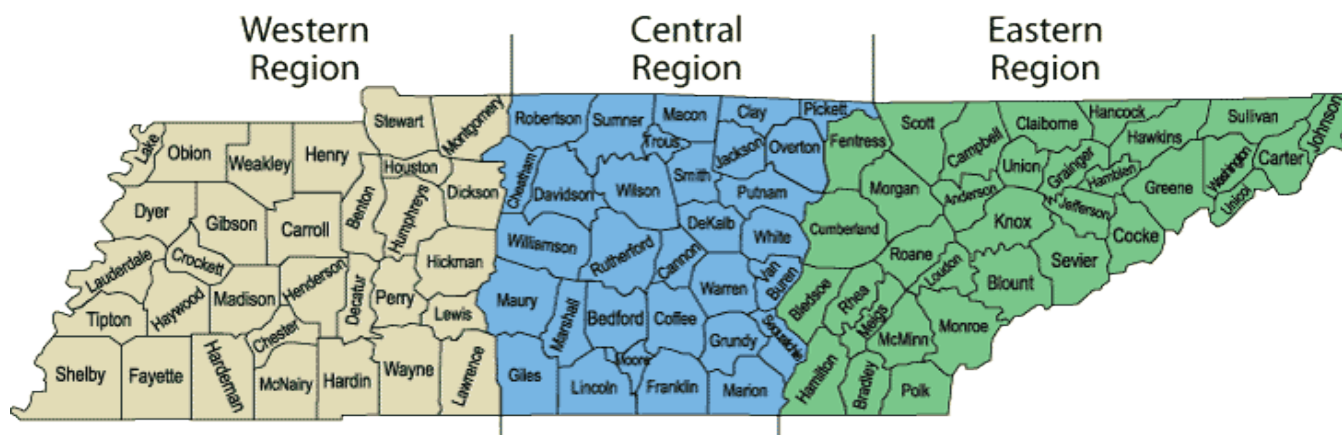 Western
Region
Central
Region
Eastern
Region
Lake
Obion
Weakley
Henry
Stewart
Montgomery
Houston
Dyer
Gibson
Carroll
Benton
Humphreys
Dickson
Lauderdale
Crockett
Hickman
Tipton
Haywood
Madison
Henderson
Decatur
Perry
Lewis
Chester
Shelby
Fayette
Hardeman
McNairy
Hardin
Wayne
Lawrence
Robertson
Sumner
Macon
Clay
Pickett
Trous
Jackson
Overton
Cheatham
Davidson
Wilson
Smith
Putnam
DeKalb
White
Williamson
Rutherford
Cannon
Van
Buren
Warren
Maury
Marshall
Bedford
Coffee
Grundy
Sequatchie
Moore
Giles
Lincoln
Franklin
Marion
Fentress
Scott
Campbell
Claiborne
Hancock
Hawkins
Sullivan
Johnson
Morgan
Anderson
Union
Grainger
Hamblen
Greene
Washington
Carter
Unicoi
Cumberland
Roane
Knox
Jefferson
Cocke
Loudon
Blount
Sevier
Bledsoe
Rhea
Meigs
McMinn
Monroe
Hamilton
Bradley
Polk